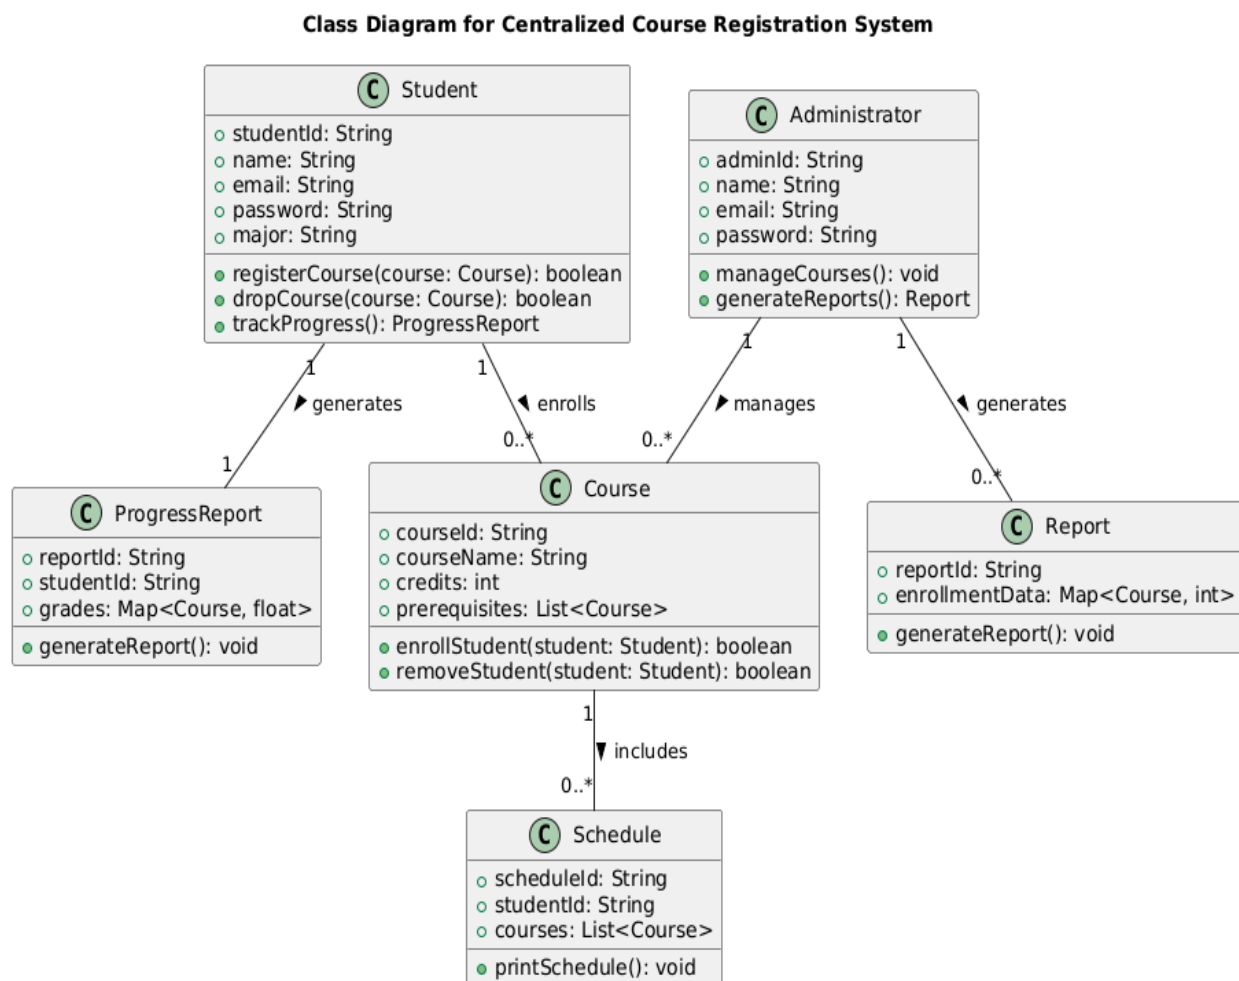 Class Diagram for Centralized Course Registration System
C Student
studentId: String
name: String
email: String
password: String
major: String
registerCourse(course: Course): boolean
dropCourse(course: Course): boolean
trackProgress(): ProgressReport
C Administrator
adminId: String
name: String
email: String
password: String
manageCourses(): void
generateReports(): Report
1
generates
1
1
enrolls
0..*
1
manages
0..*
1
generates
0..*
C ProgressReport
reportId: String
studentId: String
grades: Map<Course, float>
generateReport(): void
C Course
courseId: String
courseName: String
credits: int
prerequisites: List<Course>
enrollStudent(student: Student): boolean
removeStudent(student: Student): boolean
C Report
reportId: String
enrollmentData: Map<Course, int>
generateReport(): void
1
includes
0..*
C Schedule
scheduleId: String
studentId: String
courses: List<Course>
printSchedule(): void